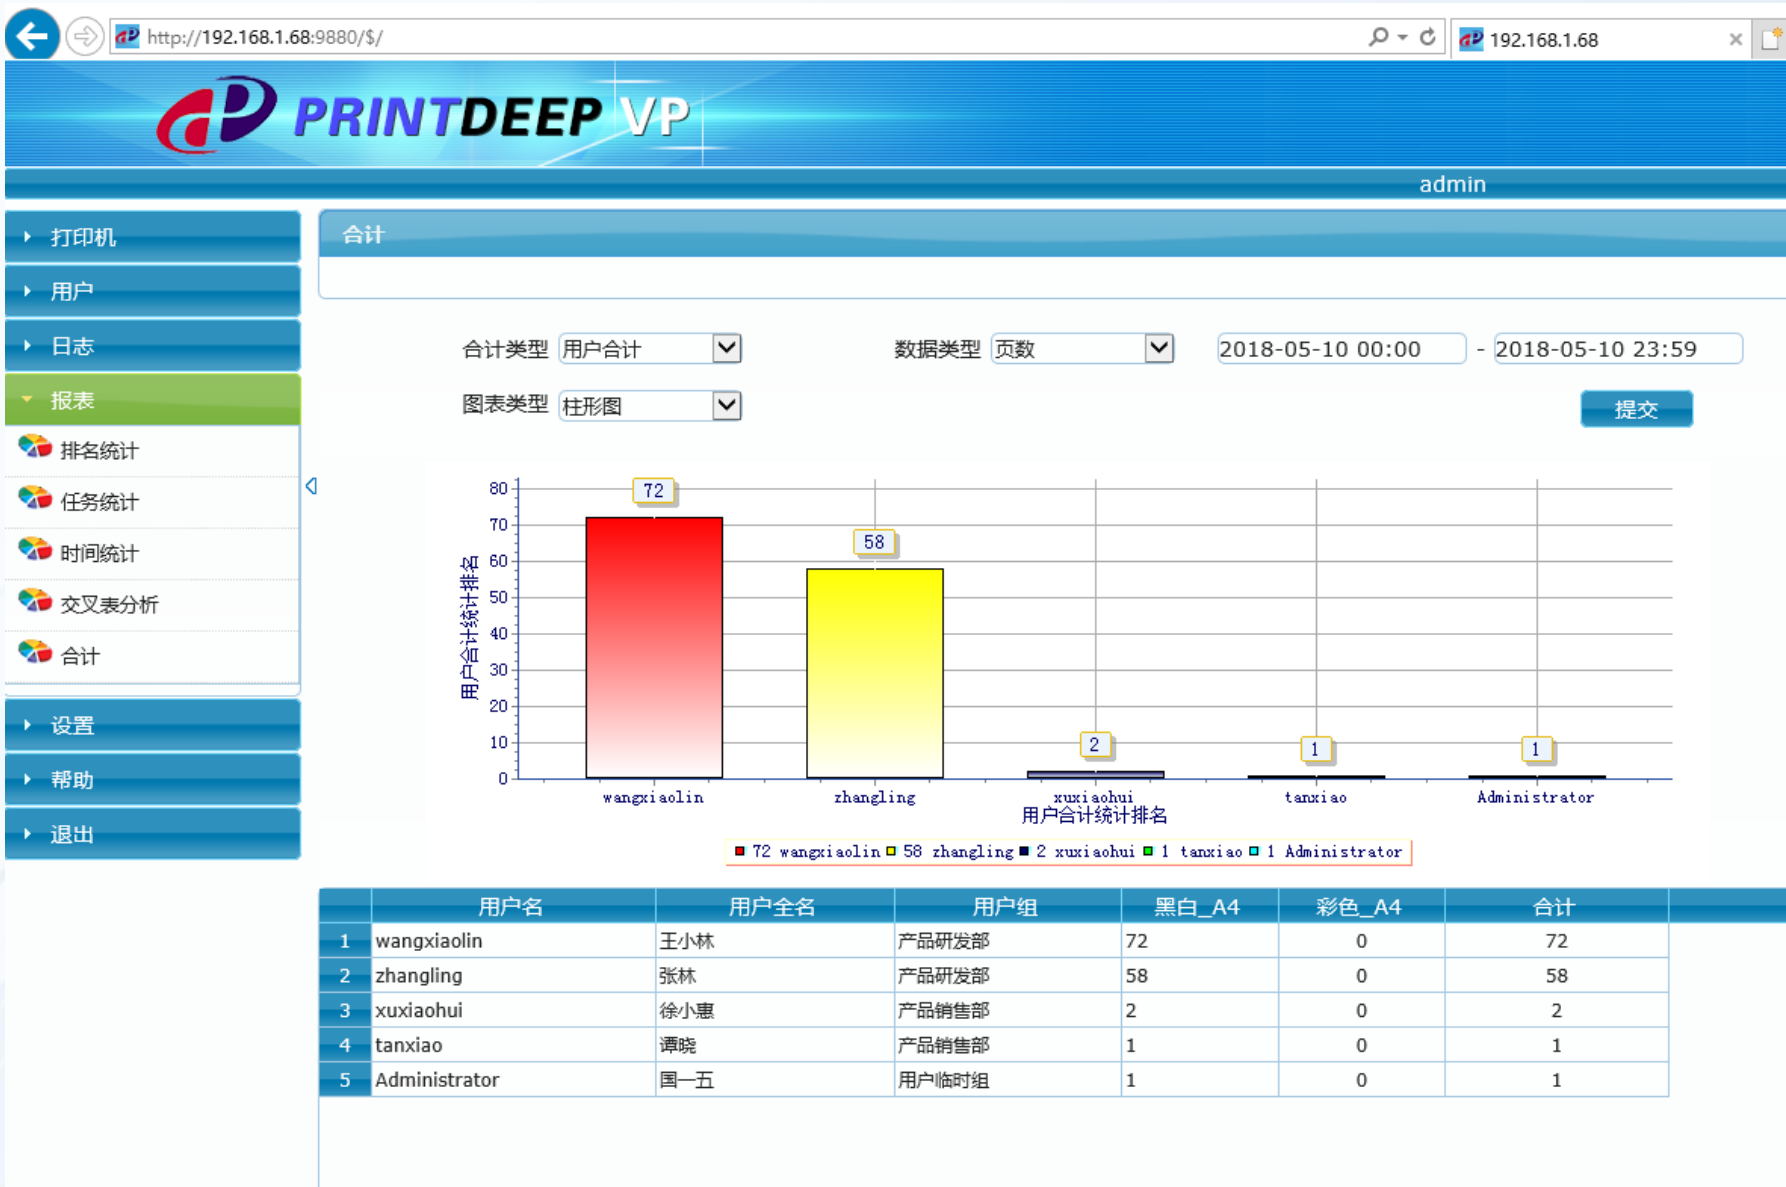 http://192.168.1.68:9880/$/
192.168.1.68
PRINTDEEP VP
admin
打印机
用户
日志
报表
排名统计
任务统计
时间统计
交叉表分析
合计
设置
帮助
退出
合计
合计类型 用户合计 数据类型 页数 2018-05-10 00:00 - 2018-05-10 23:59
图表类型 柱形图 提交
用户合计统计排名
80
70
60
50
40
30
20
10
0
72
58
2
1
1
wangxiaolin zhangling xuxiaohui tanxiao Administrator
用户合计统计排名
72 wangxiaolin 58 zhangling 2 xuxiaohui 1 tanxiao 1 Administrator
用户名 用户全名 用户组 黑白_A4 彩色_A4 合计
1 wangxiaolin 王小林 产品研发部 72 0 72
2 zhangling 张林 产品研发部 58 0 58
3 xuxiaohui 徐小惠 产品销售部 2 0 2
4 tanxiao 谭晓 产品销售部 1 0 1
5 Administrator 国一五 用户临时组 1 0 1